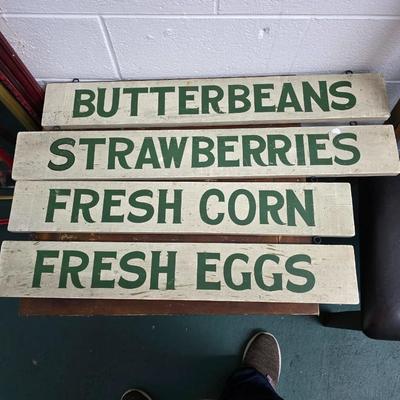 BUTTERBEANS
STRAWBERRIES
FRESH CORN
FRESH EGGS